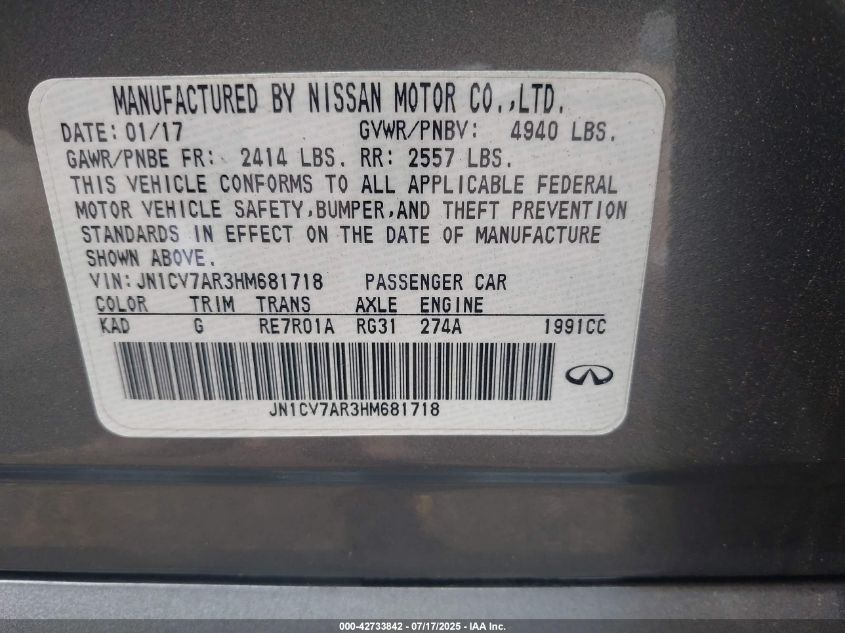 MANUFACTURED BY NISSAN MOTOR CO.,LTD.
DATE: 01/17 GVWR/PNBV: 4940 LBS.
GAWR/PNBE FR: 2414 LBS. RR: 2557 LBS.
THIS VEHICLE CONFORMS TO ALL APPLICABLE FEDERAL
MOTOR VEHICLE SAFETY,BUMPER,AND THEFT PREVENTION
STANDARDS IN EFFECT ON THE DATE OF MANUFACTURE
SHOWN ABOVE.
VIN: JN1CV7AR3HM681718 PASSENGER CAR
COLOR TRIM TRANS AXLE ENGINE
KAD G RE7R01A RG31 274A 1991CC
JN1CV7AR3HM681718
000-42733842 - 07/17/2025 - IAA Inc.